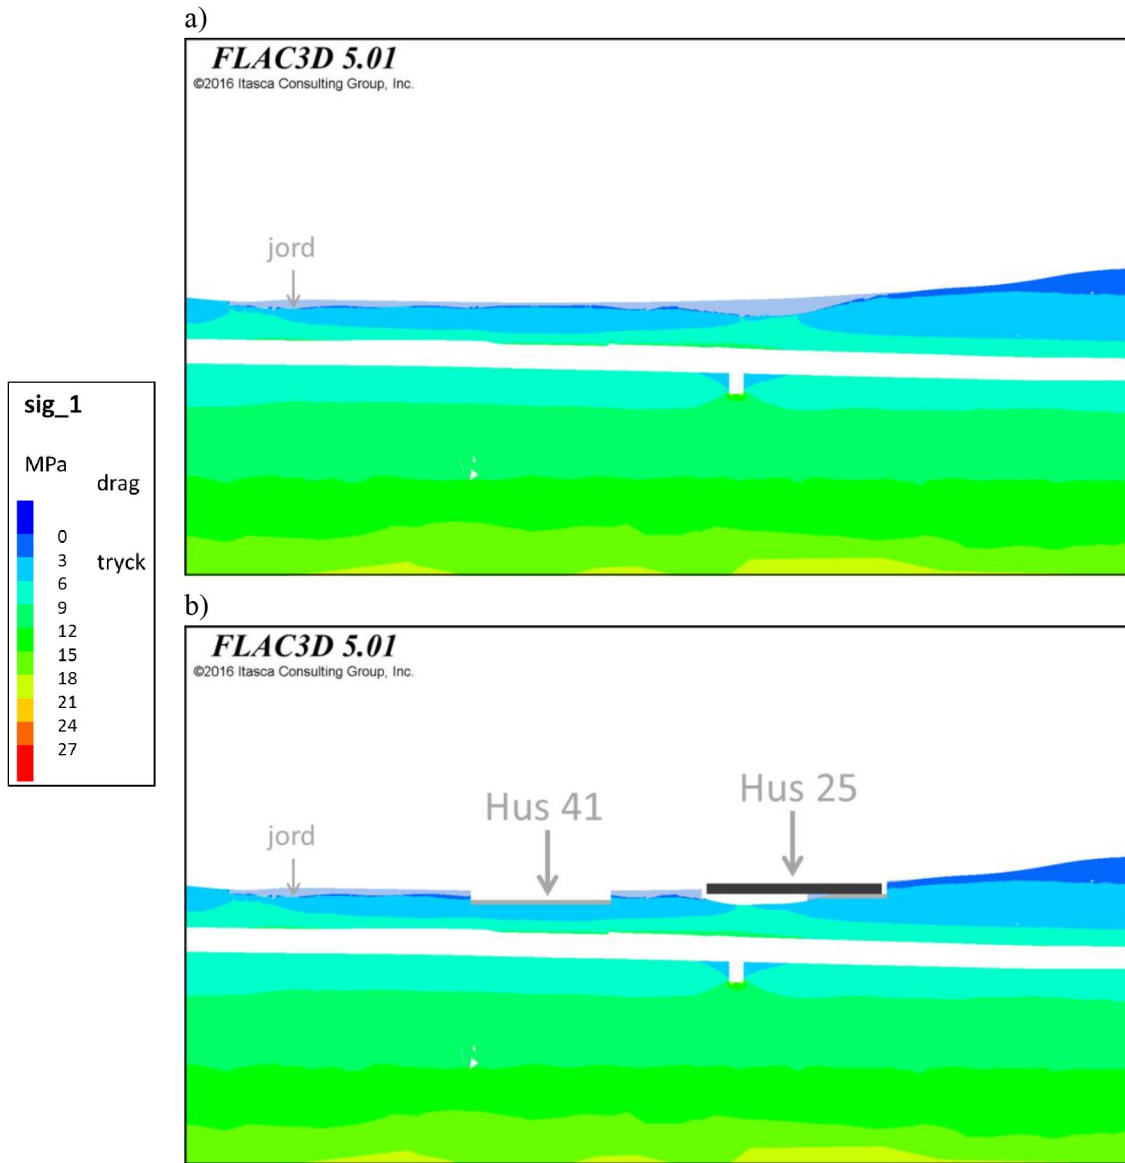 a)
FLAC3D 5.01
©2016 Itasca Consulting Group, Inc.
jord
sig_1
MPa
drag
0
3
tryck
6
9
12
15
18
21
24
27
b)
FLAC3D 5.01
©2016 Itasca Consulting Group, Inc.
Hus 25
Hus 41
jord